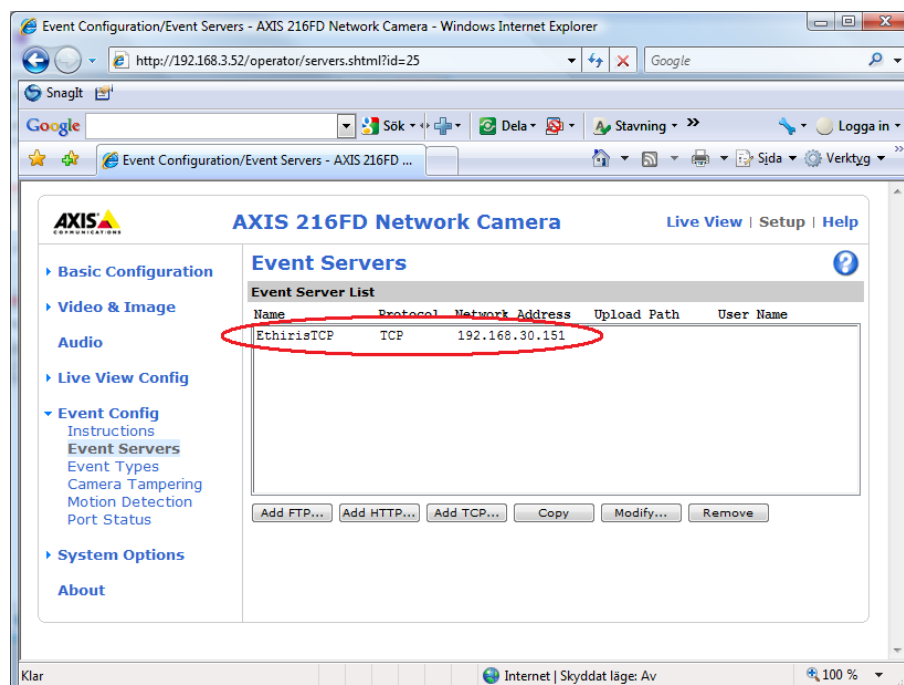 Event Configuration/Event Servers - AXIS 216FD Network Camera - Windows Internet Explorer
http://192.168.3.52/operator/servers.shtml?id=25
Google
SnagIt
Google Sök Dela Stavning » Logga in
Event Configuration/Event Servers - AXIS 216FD ... Sida Verktyg »
AXIS COMMUNICATIONS
AXIS 216FD Network Camera
Live View | Setup | Help
Basic Configuration
Video & Image
Audio
Live View Config
Event Config
Instructions
Event Servers
Event Types
Camera Tampering
Motion Detection
Port Status
System Options
About
Event Servers
?
Event Server List
Name Protocol Network Address Upload Path User Name
EthirisTCP TCP 192.168.30.151
Add FTP... Add HTTP... Add TCP... Copy Modify... Remove
Klar Internet | Skyddat läge: Av 100 %